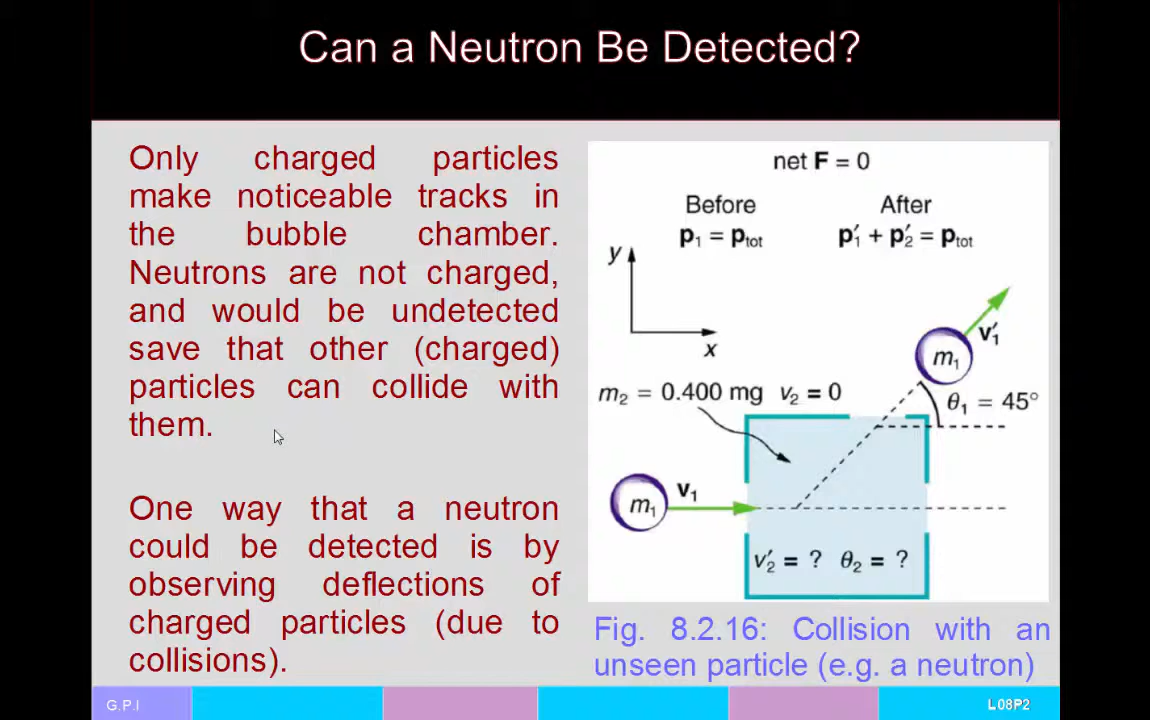 Can a Neutron Be Detected?
Only charged particles
make noticeable tracks in
the bubble chamber.
Neutrons are not charged,
and would be undetected
save that other (charged)
particles can collide with
them.
One way that a neutron
could be detected is by
observing deflections of
charged particles (due to
collisions).
net F = 0
Before
After
p₁ = pₜₒₜ
p′₁ + p′₂ = pₜₒₜ
y
x
v′₁
m₁
m₂ = 0.400 mg v₂ = 0
θ₁ = 45°
m₁
v₁
v′₂ = ? θ₂ = ?
Fig. 8.2.16: Collision with an
unseen particle (e.g. a neutron)
G.P.I
L08P2